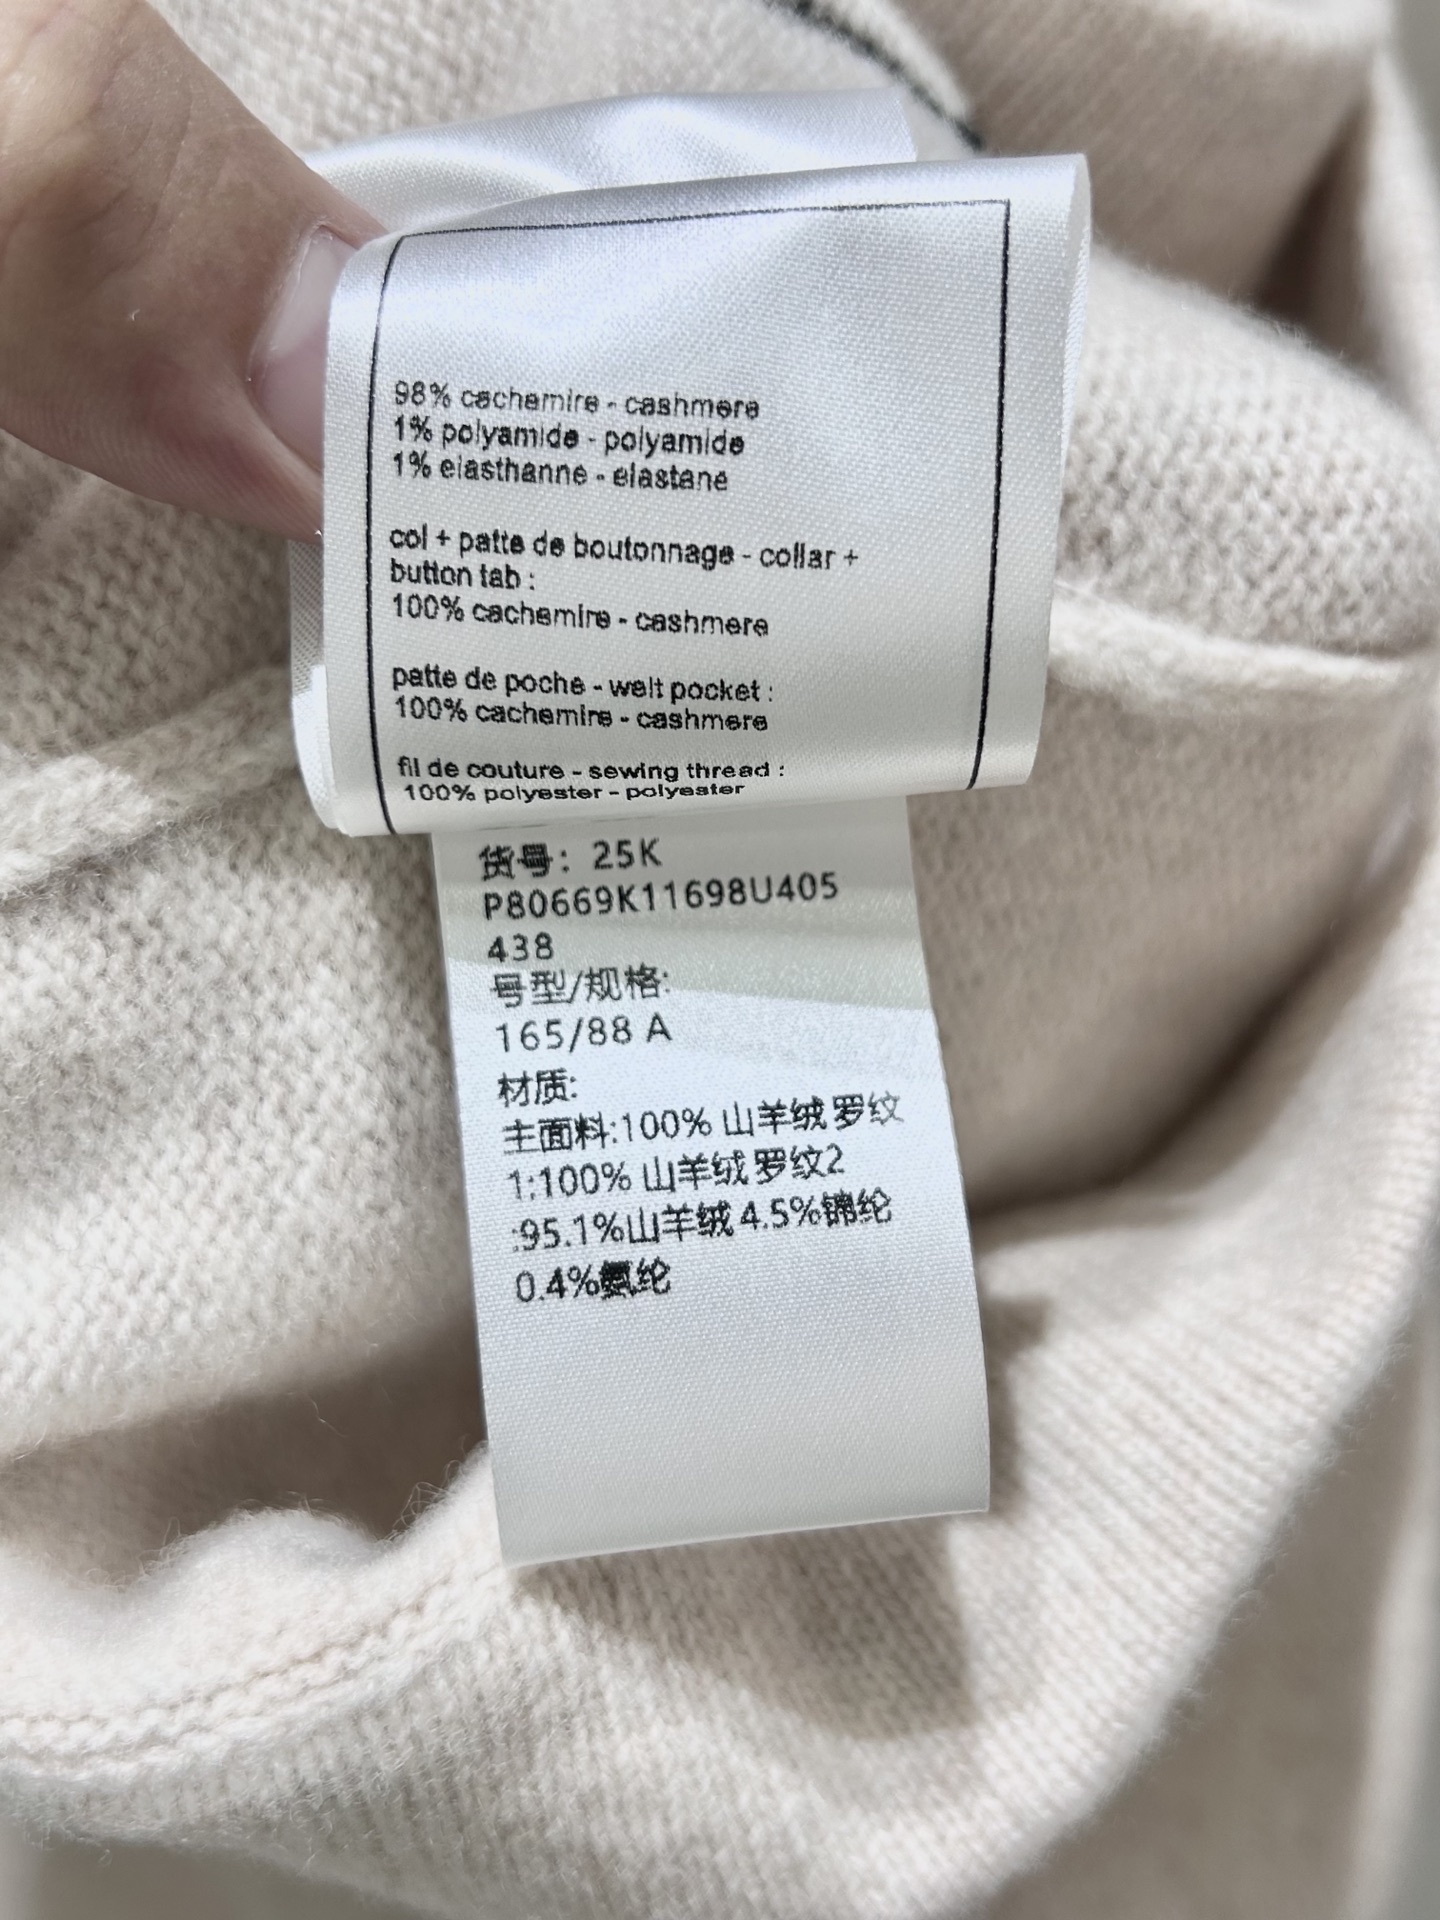 98% cachemire - cashmere
1% polyamide - polyamide
1% elasthanne - elastane
col + patte de boutonnage - collar +
button tab :
100% cachemire - cashmere
patte de poche - welt pocket :
100% cachemire - cashmere
fil de couture - sewing thread :
100% polyester - polyester
货号: 25K
P80669K11698U405
438
号型/规格:
165/88 A
材质:
主面料:100% 山羊绒 罗纹
1:100% 山羊绒 罗纹2
:95.1%山羊绒 4.5%锦纶
0.4%氨纶